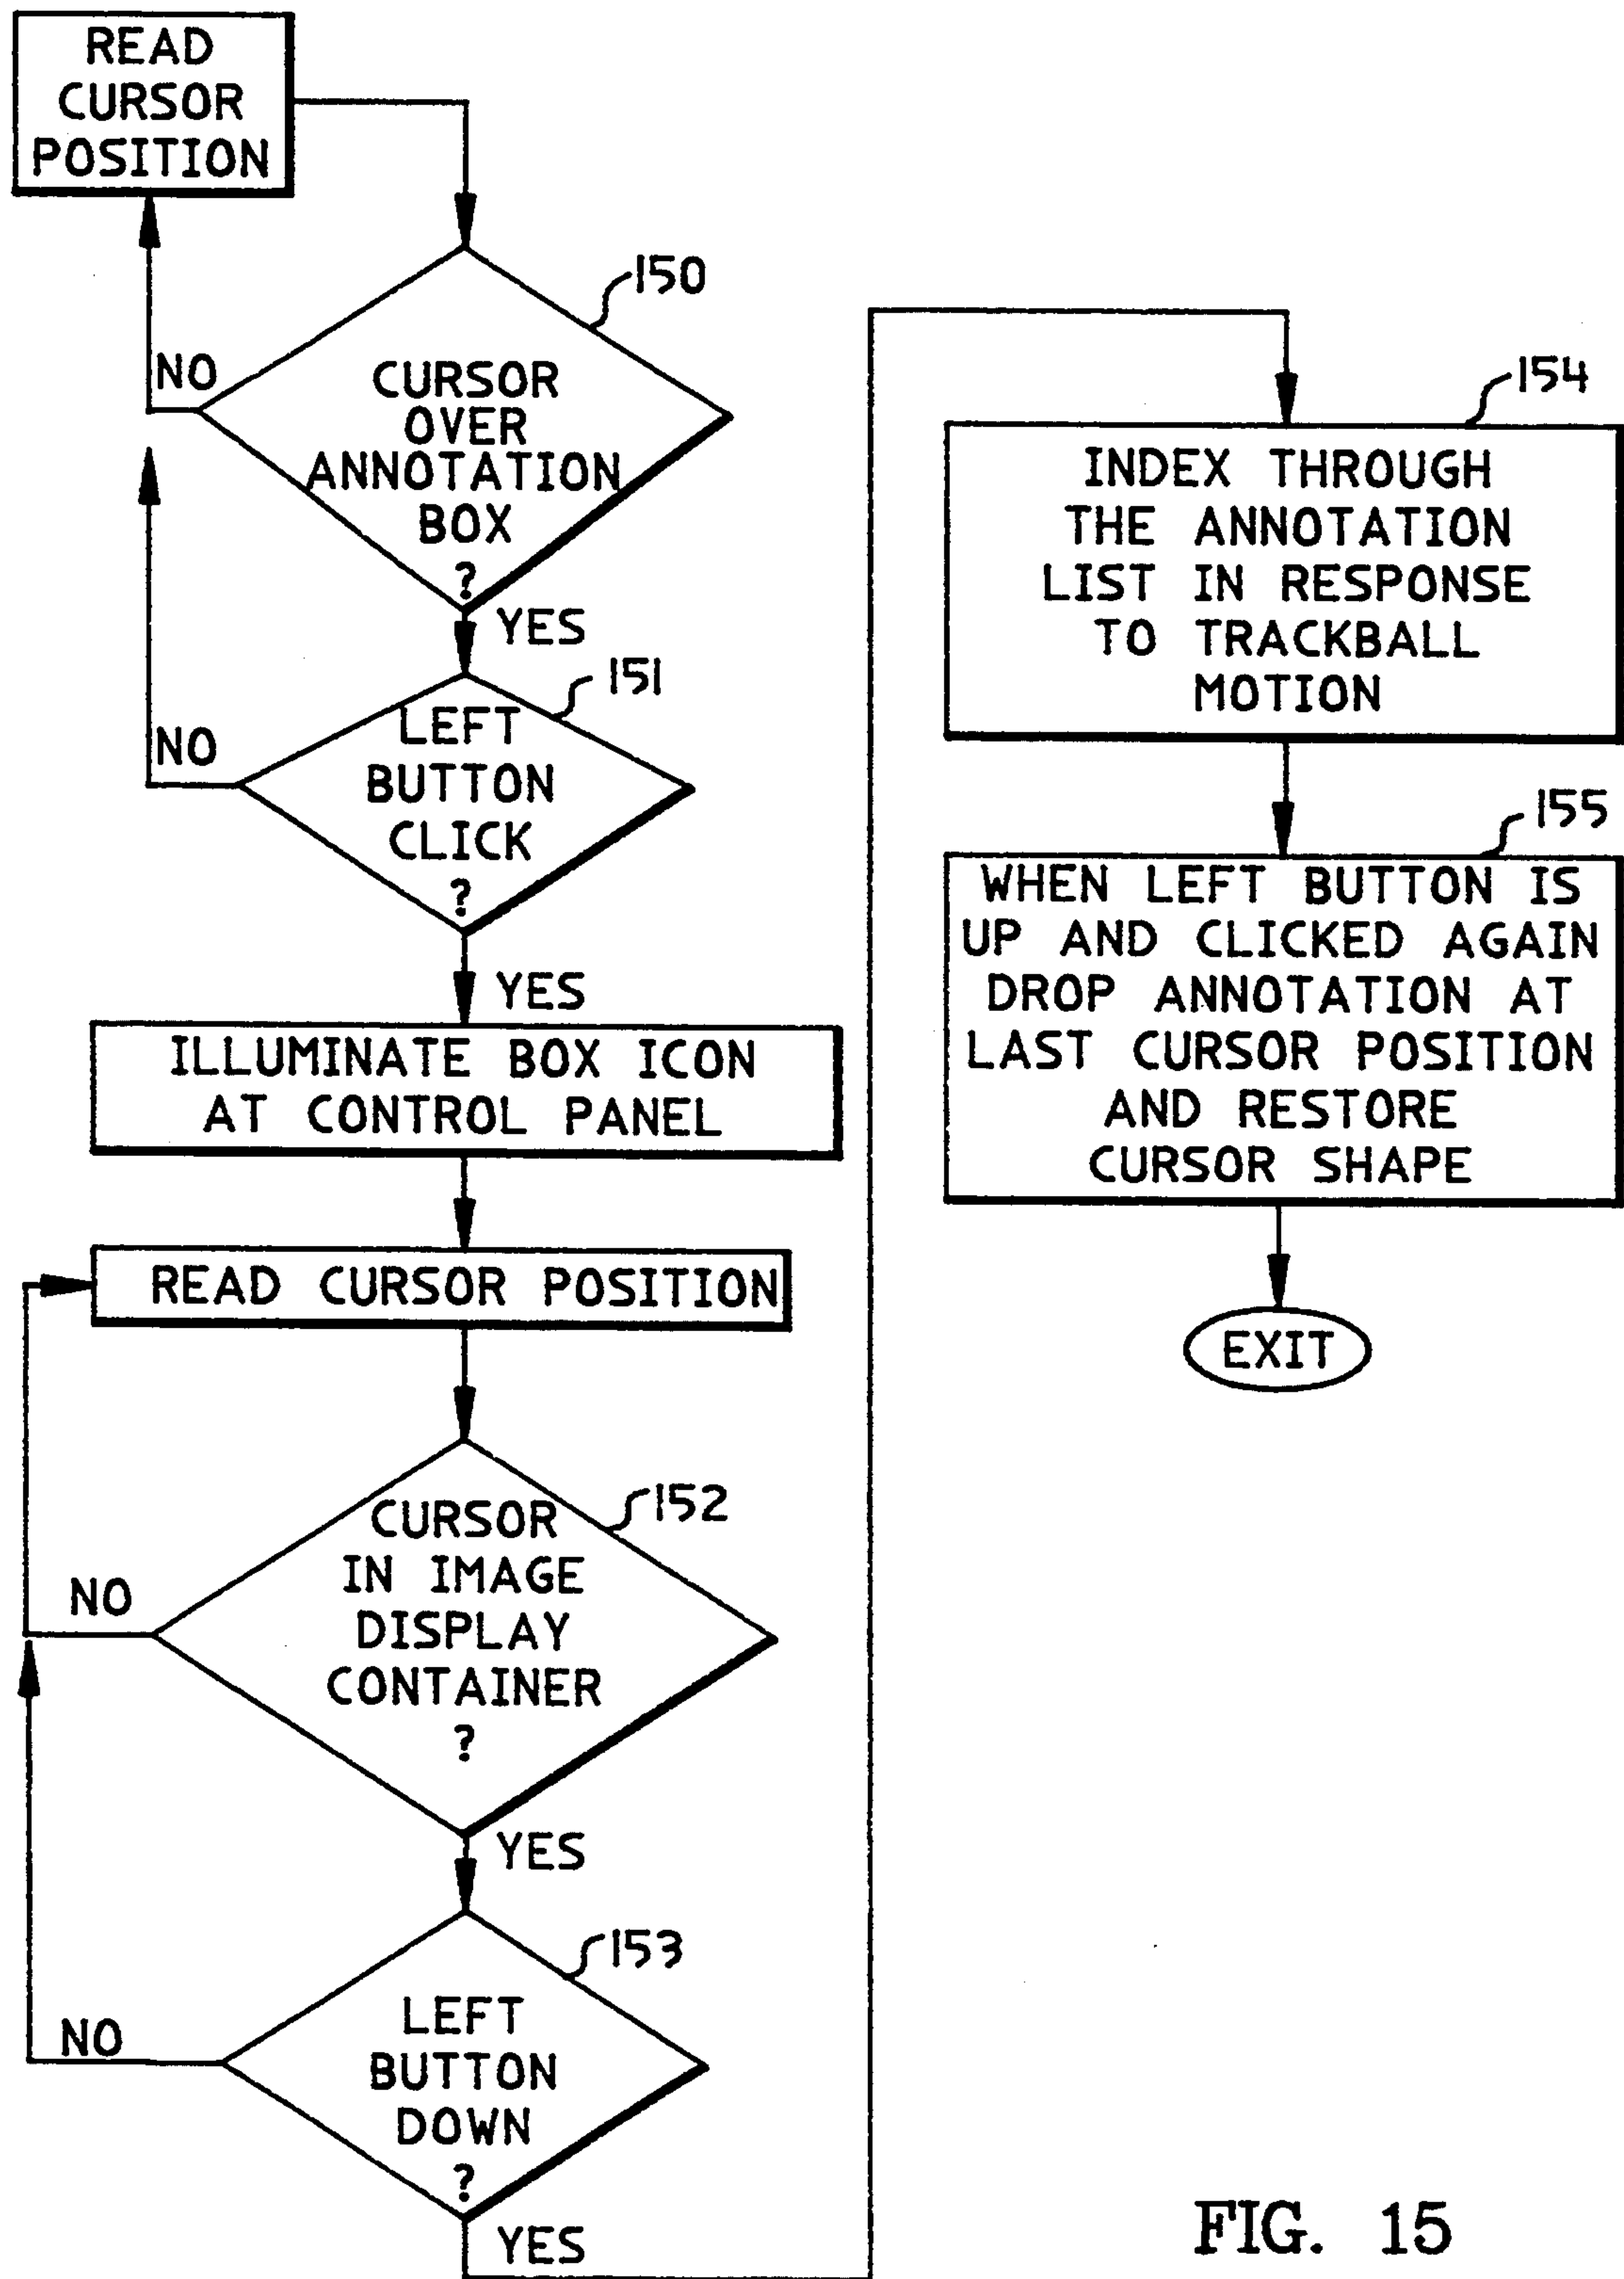 READ
CURSOR
POSITION
150
NO
CURSOR
OVER
ANNOTATION
BOX
?
YES
151
NO
LEFT
BUTTON
CLICK
?
YES
ILLUMINATE BOX ICON
AT CONTROL PANEL
READ CURSOR POSITION
152
NO
CURSOR
IN IMAGE
DISPLAY
CONTAINER
?
YES
153
NO
LEFT
BUTTON
DOWN
?
YES
154
INDEX THROUGH
THE ANNOTATION
LIST IN RESPONSE
TO TRACKBALL
MOTION
155
WHEN LEFT BUTTON IS
UP AND CLICKED AGAIN
DROP ANNOTATION AT
LAST CURSOR POSITION
AND RESTORE
CURSOR SHAPE
EXIT
FIG. 15